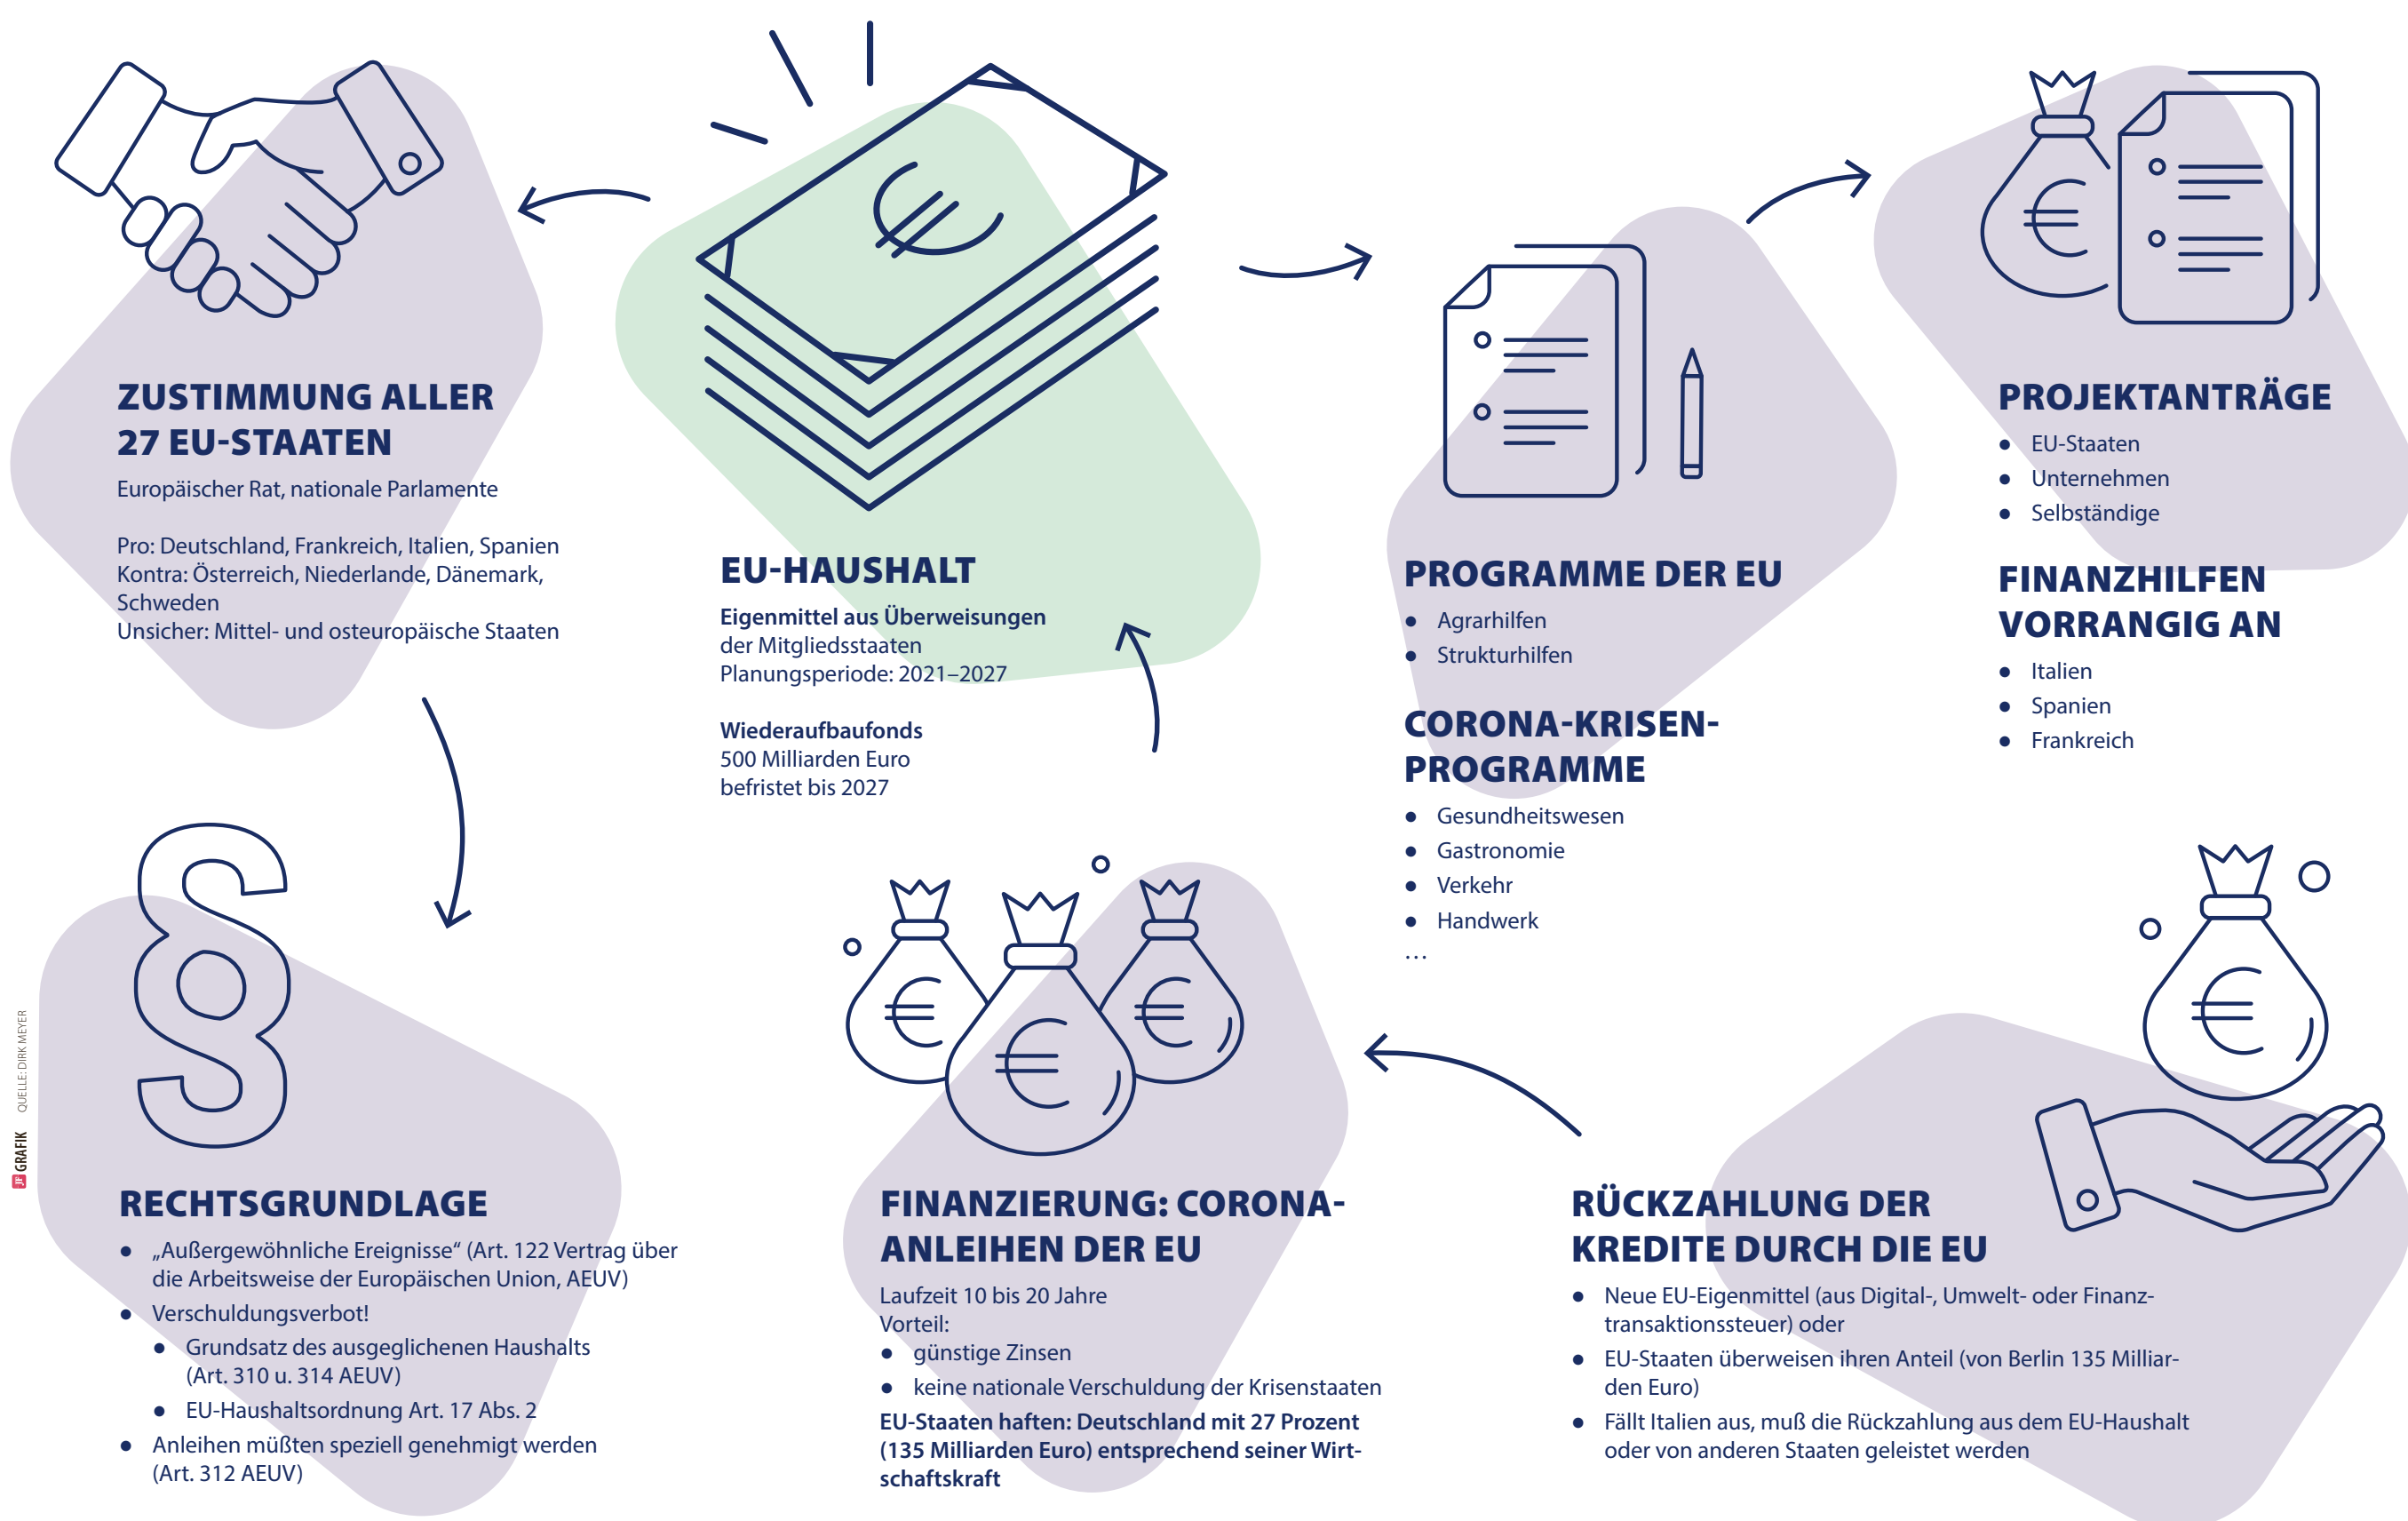 ZUSTIMMUNG ALLER
27 EU-STAATEN
Europäischer Rat, nationale Parlamente
Pro: Deutschland, Frankreich, Italien, Spanien
Kontra: Österreich, Niederlande, Dänemark,
Schweden
Unsicher: Mittel- und osteuropäische Staaten
EU-HAUSHALT
Eigenmittel aus Überweisungen
der Mitgliedsstaaten
Planungsperiode: 2021–2027
Wiederaufbaufonds
500 Milliarden Euro
befristet bis 2027
PROGRAMME DER EU
● Agrarhilfen
● Strukturhilfen
CORONA-KRISEN-
PROGRAMME
● Gesundheitswesen
● Gastronomie
● Verkehr
● Handwerk
…
PROJEKTANTRÄGE
● EU-Staaten
● Unternehmen
● Selbständige
FINANZHILFEN
VORRANGIG AN
● Italien
● Spanien
● Frankreich
RECHTSGRUNDLAGE
● „Außergewöhnliche Ereignisse“ (Art. 122 Vertrag über
die Arbeitsweise der Europäischen Union, AEUV)
● Verschuldungsverbot!
● Grundsatz des ausgeglichenen Haushalts
(Art. 310 u. 314 AEUV)
● EU-Haushaltsordnung Art. 17 Abs. 2
● Anleihen müßten speziell genehmigt werden
(Art. 312 AEUV)
FINANZIERUNG: CORONA-
ANLEIHEN DER EU
Laufzeit 10 bis 20 Jahre
Vorteil:
● günstige Zinsen
● keine nationale Verschuldung der Krisenstaaten
EU-Staaten haften: Deutschland mit 27 Prozent
(135 Milliarden Euro) entsprechend seiner Wirt-
schaftskraft
RÜCKZAHLUNG DER
KREDITE DURCH DIE EU
● Neue EU-Eigenmittel (aus Digital-, Umwelt- oder Finanz-
transaktionssteuer) oder
● EU-Staaten überweisen ihren Anteil (von Berlin 135 Milliar-
den Euro)
● Fällt Italien aus, muß die Rückzahlung aus dem EU-Haushalt
oder von anderen Staaten geleistet werden
JF GRAFIK QUELLE: DIRK MEYER